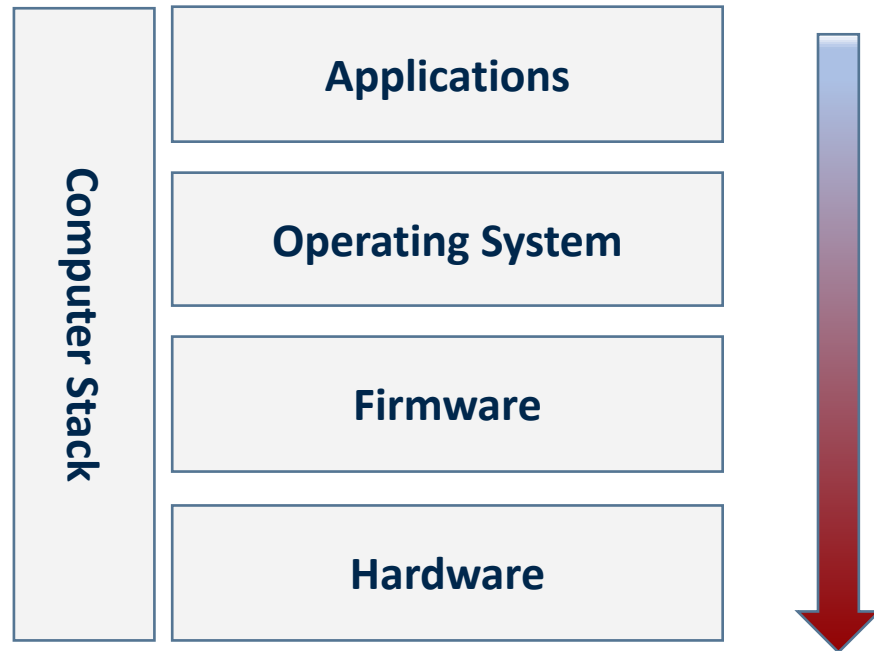 Computer Stack
Applications
Operating System
Firmware
Hardware